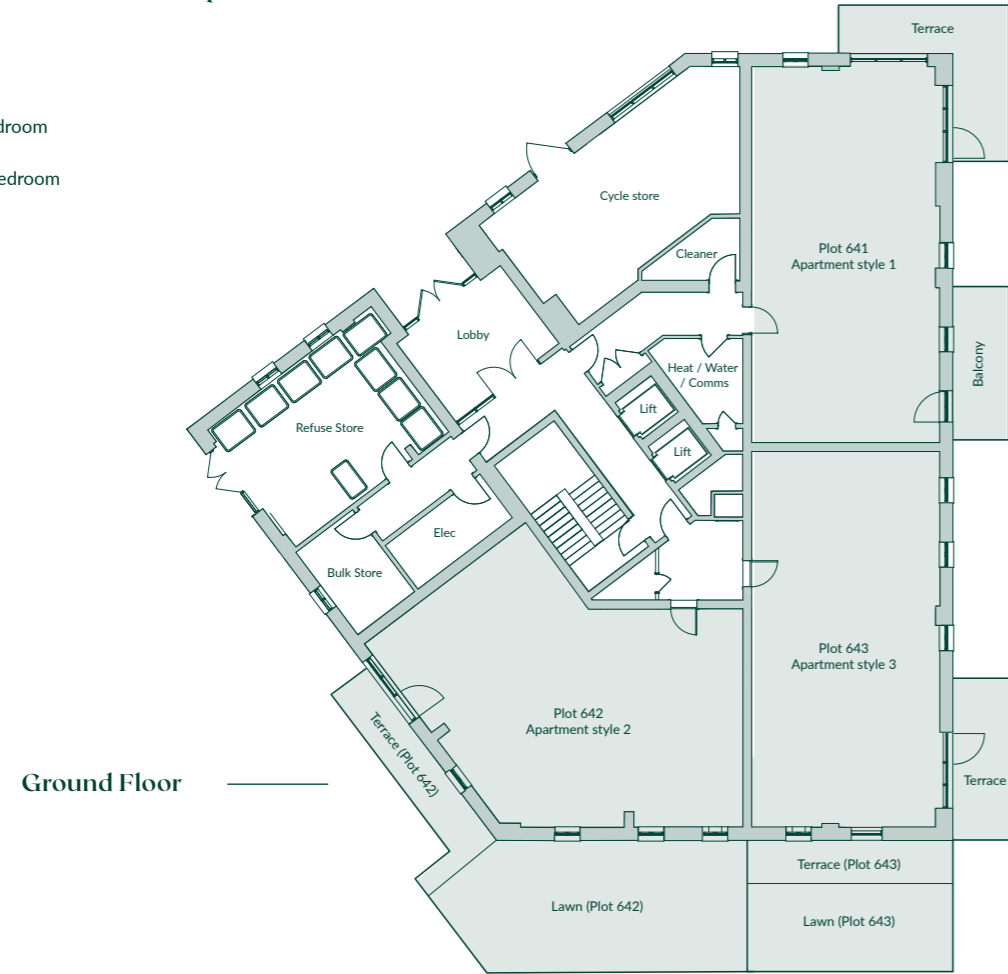 Terrace
droom
edroom
Cycle store
Cleaner
Plot 641
Apartment style 1
Lobby
Heat / Water
/ Comms
Balcony
Lift
Refuse Store
Lift
Elec
Bulk Store
Plot 643
Apartment style 3
Plot 642
Apartment style 2
Terrace (Plot 642)
Ground Floor
Terrace
Terrace (Plot 643)
Lawn (Plot 642)
Lawn (Plot 643)